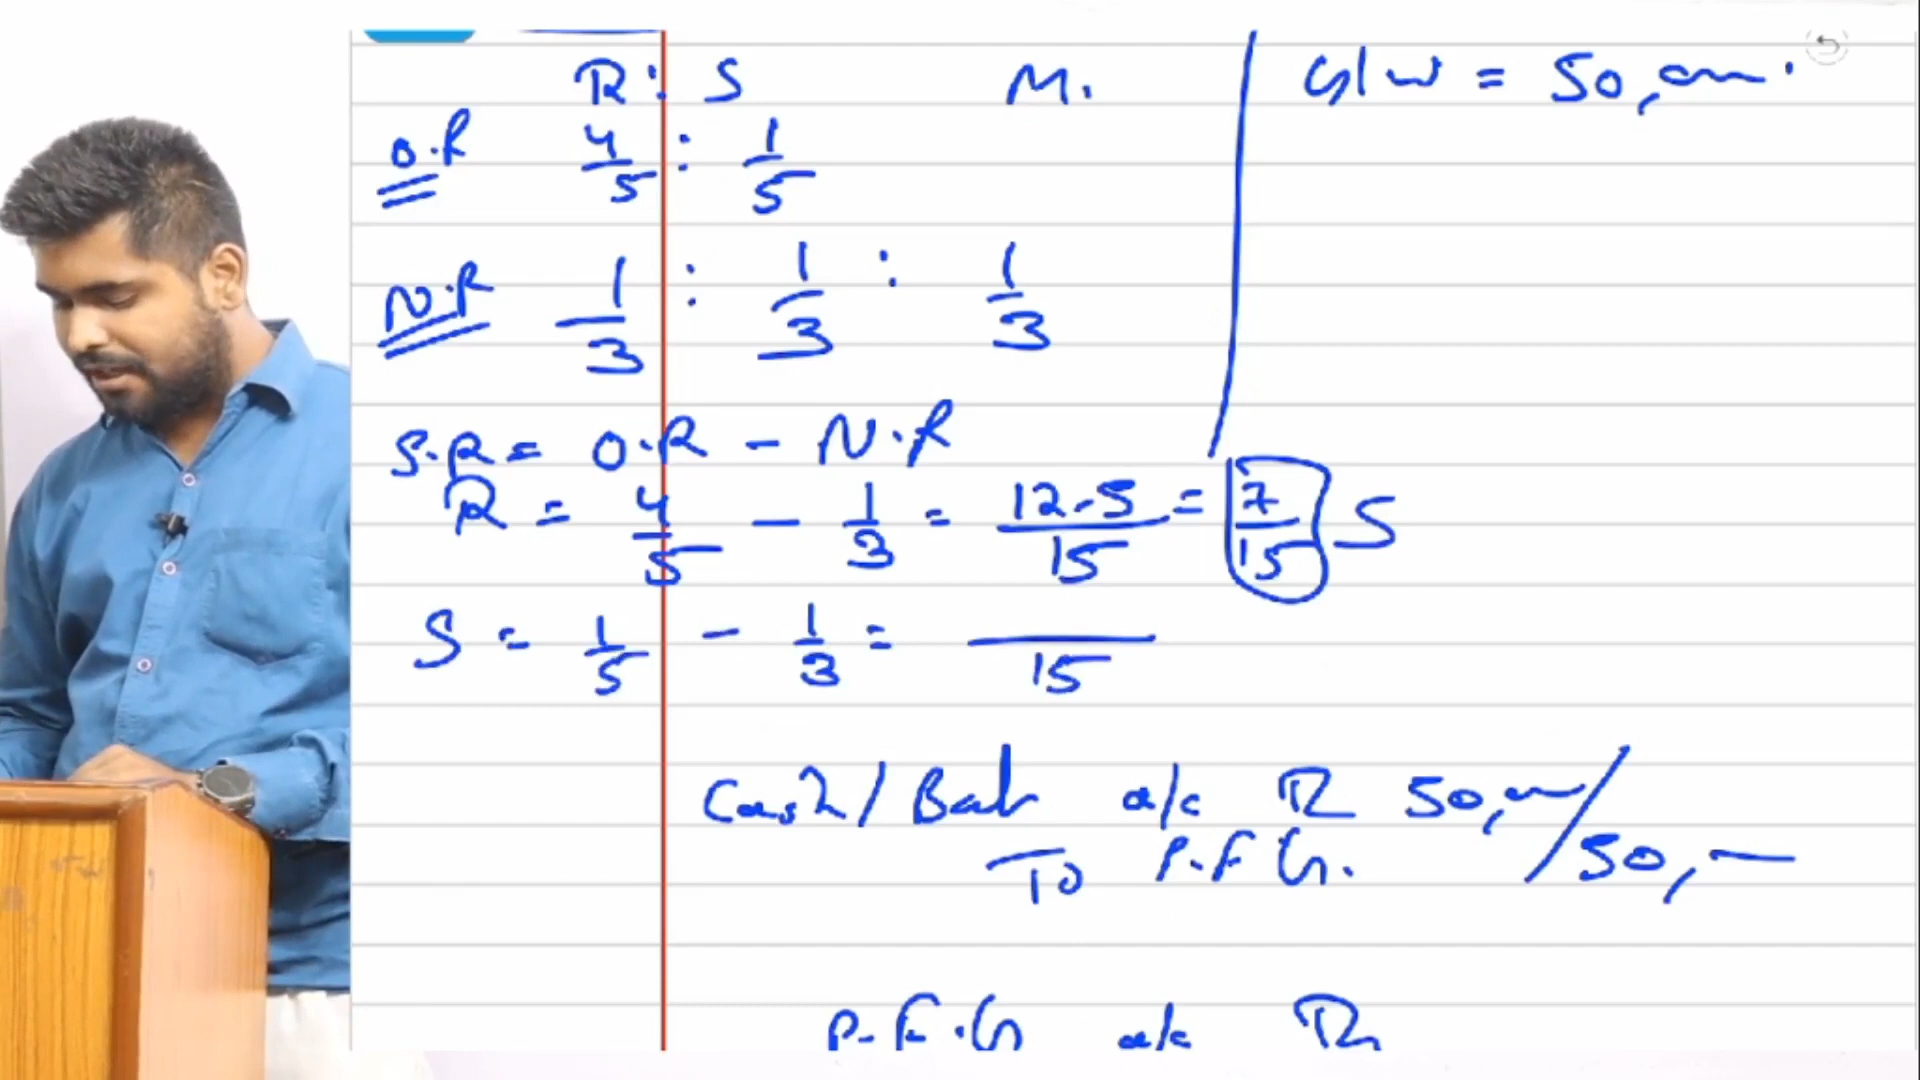 R : S M. G/W = 50,000.
O.R 4/5 : 1/5
N.R 1/3 : 1/3 : 1/3
S.R = O.R - N.R
R = 4/5 - 1/3 = 12-5/15 = 7/15 S
S = 1/5 - 1/3 = /15
Cash/Bank a/c Dr 50,000/
To P.F.G. 50,000
P.F.G a/c Dr